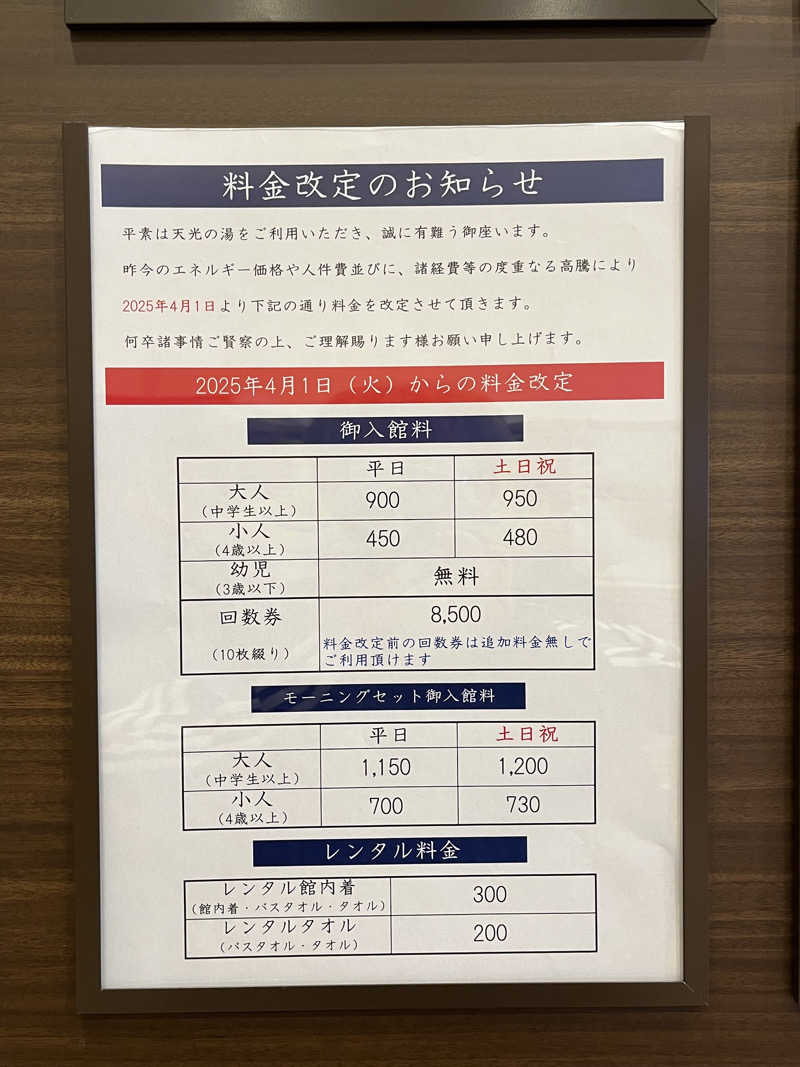 料金改定のお知らせ
平素は天光の湯をご利用いただき、誠に有難う御座います。
昨今のエネルギー価格や人件費並びに、諸経費等の度重なる高騰により
2025年4月1日より下記の通り料金を改定させて頂きます。
何卒諸事情ご賢察の上、ご理解賜ります様お願い申し上げます。
2025年4月1日（火）からの料金改定
御入館料
平日 土日祝
大人 900 950
（中学生以上）
小人 450 480
（4歳以上）
幼児 無料
（3歳以下）
回数券 8,500
（10枚綴り） 料金改定前の回数券は追加料金無しで
ご利用頂けます
モーニングセット御入館料
平日 土日祝
大人 1,150 1,200
（中学生以上）
小人 700 730
（4歳以上）
レンタル料金
レンタル館内着 300
（館内着・バスタオル・タオル）
レンタルタオル 200
（バスタオル・タオル）